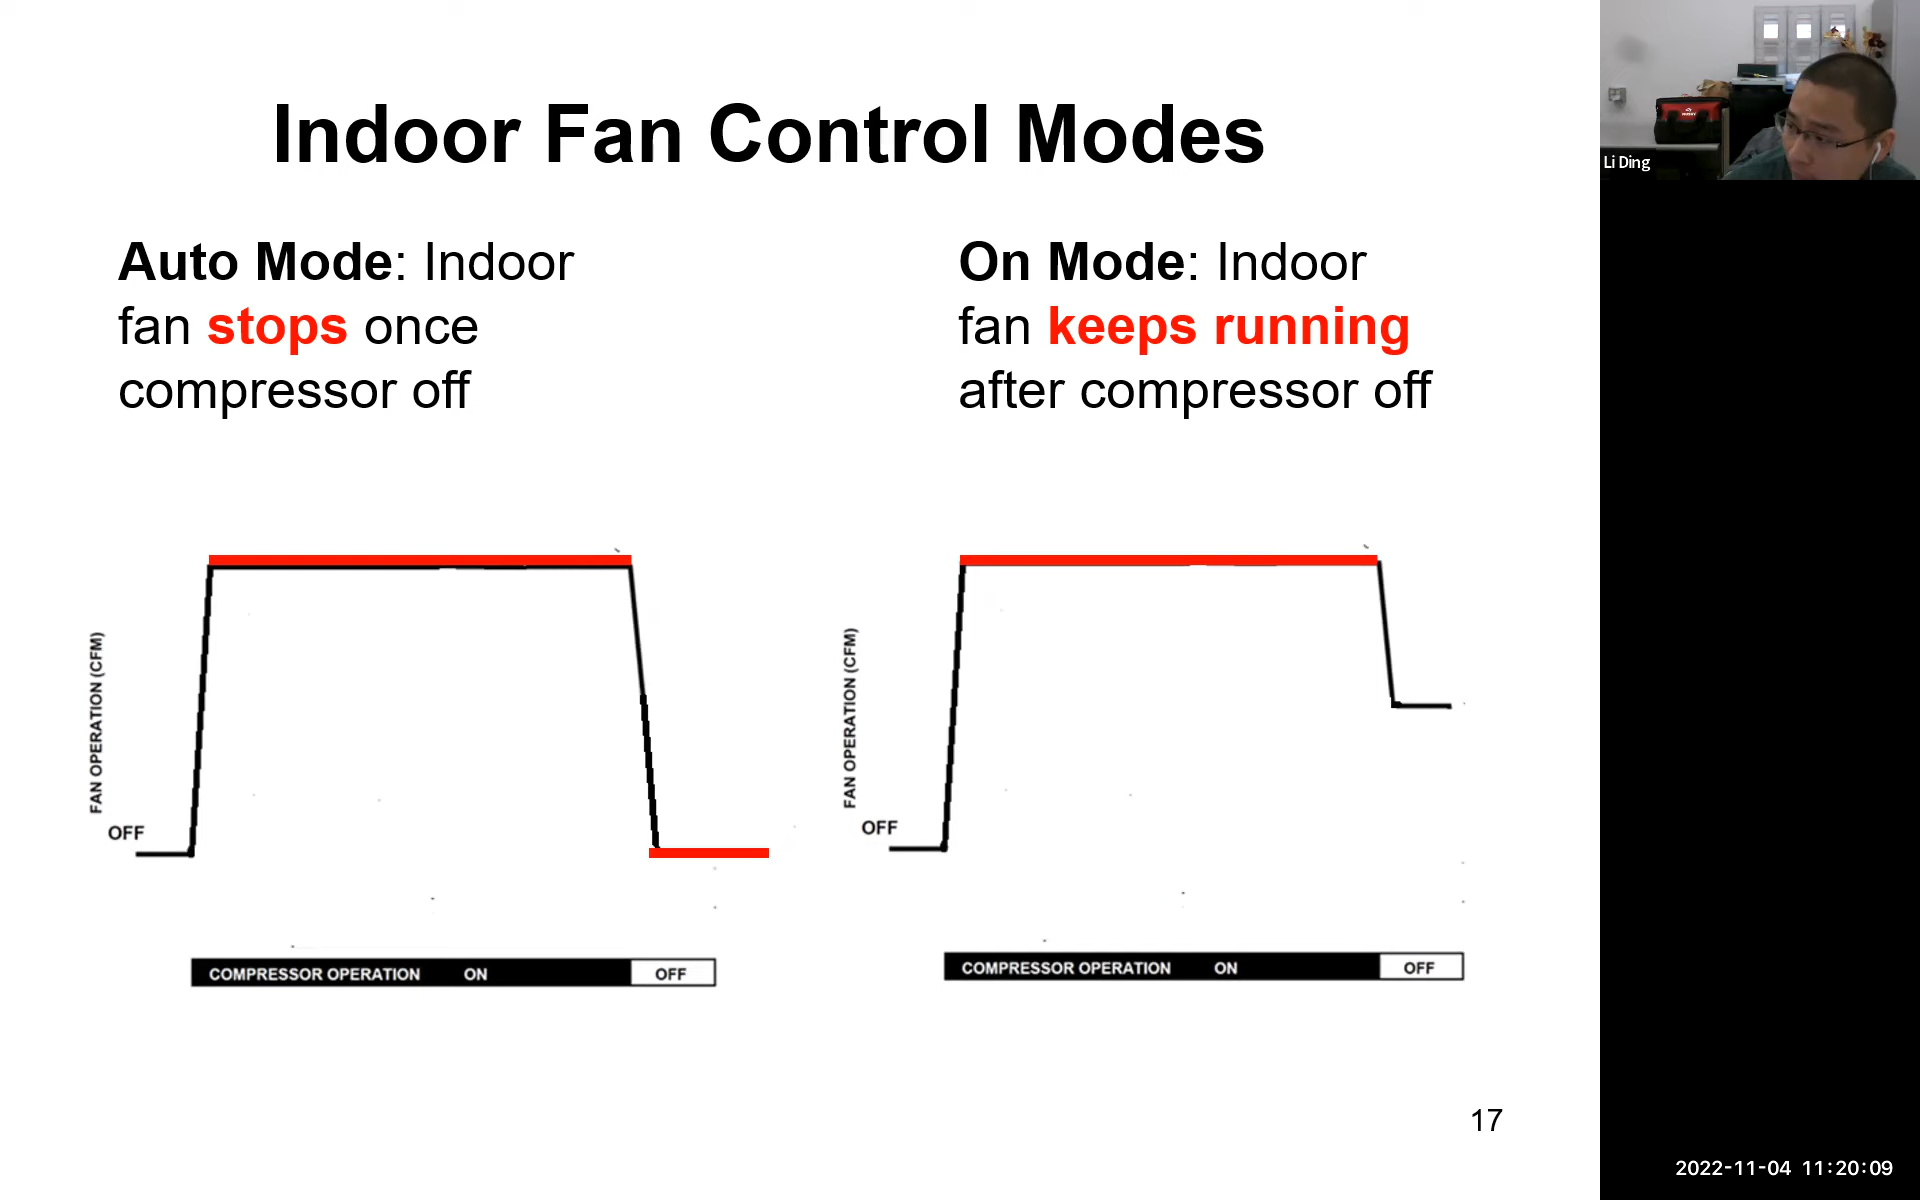 Indoor Fan Control Modes
Auto Mode: Indoor
fan stops once
compressor off
On Mode: Indoor
fan keeps running
after compressor off
FAN OPERATION (CFM)
OFF
COMPRESSOR OPERATION ON OFF
FAN OPERATION (CFM)
OFF
COMPRESSOR OPERATION ON OFF
17
Li Ding
2022-11-04 11:20:09